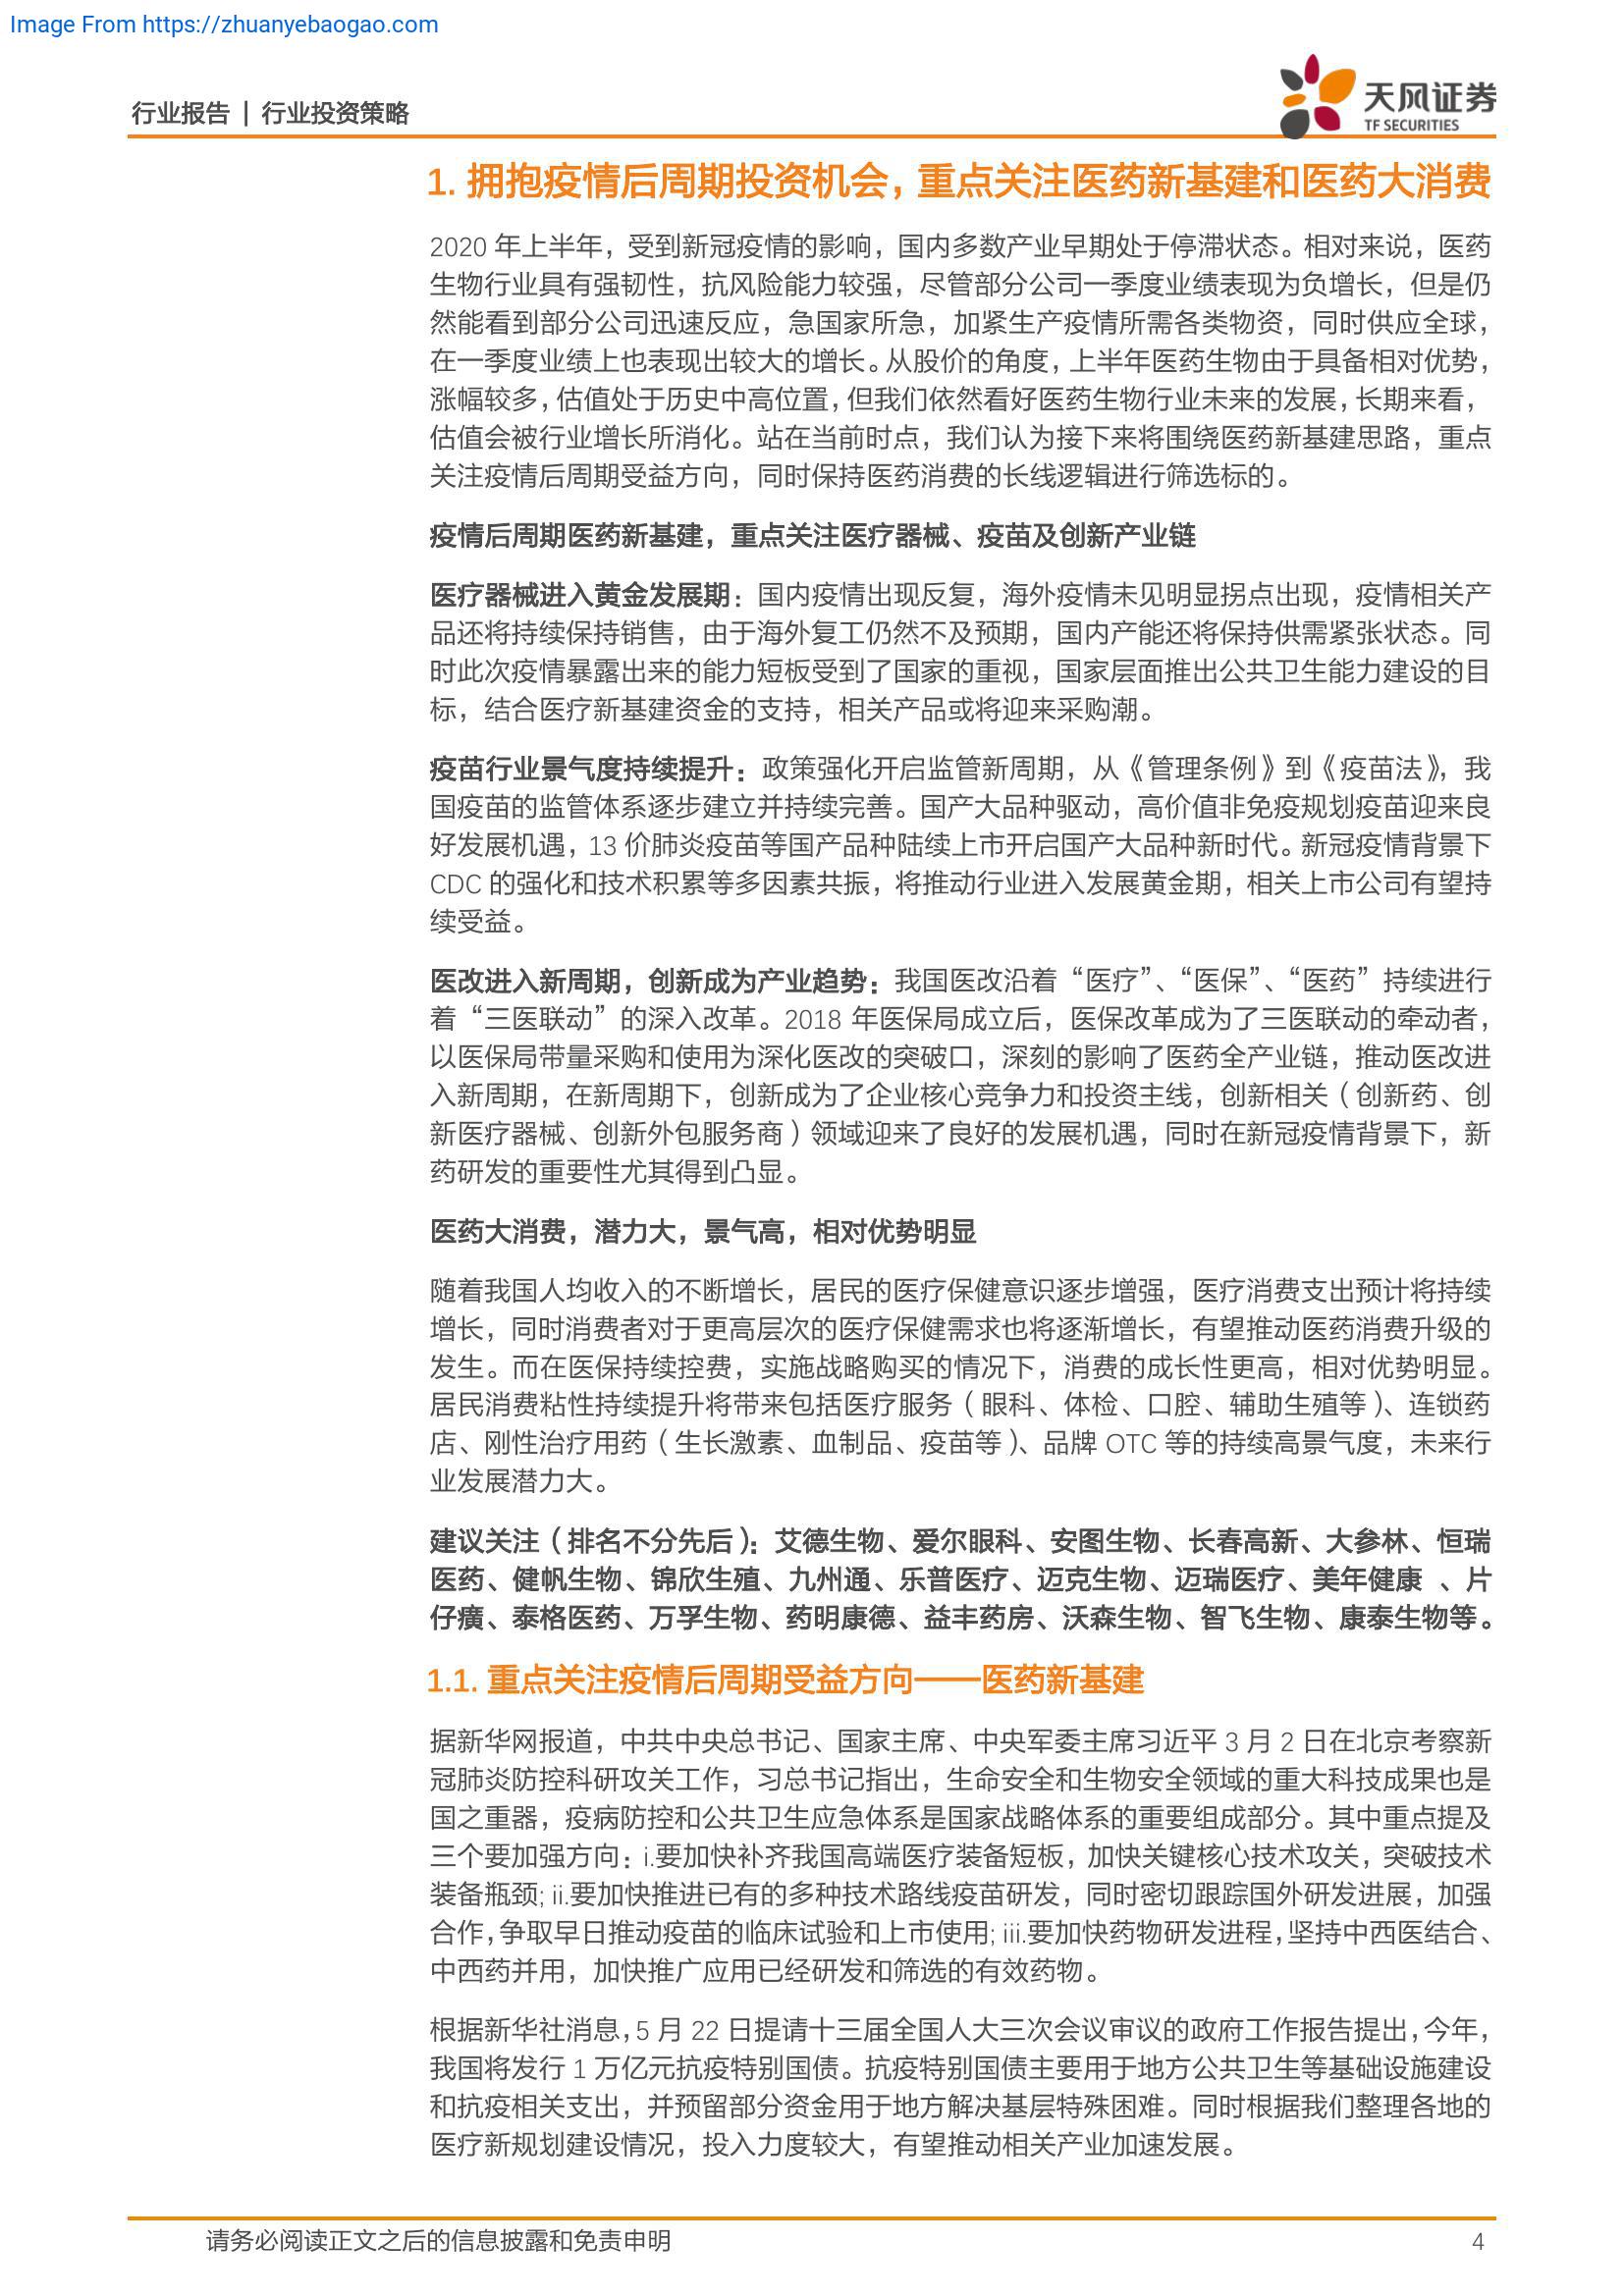 Image From https://zhuanyebaogao.com
行业报告 | 行业投资策略
天风证券
TF SECURITIES
1. 拥抱疫情后周期投资机会，重点关注医药新基建和医药大消费
2020 年上半年，受到新冠疫情的影响，国内多数产业早期处于停滞状态。相对来说，医药
生物行业具有强韧性，抗风险能力较强，尽管部分公司一季度业绩表现为负增长，但是仍
然能看到部分公司迅速反应，急国家所急，加紧生产疫情所需各类物资，同时供应全球，
在一季度业绩上也表现出较大的增长。从股价的角度，上半年医药生物由于具备相对优势，
涨幅较多，估值处于历史中高位置，但我们依然看好医药生物行业未来的发展，长期来看，
估值会被行业增长所消化。站在当前时点，我们认为接下来将围绕医药新基建思路，重点
关注疫情后周期受益方向，同时保持医药消费的长线逻辑进行筛选标的。
疫情后周期医药新基建，重点关注医疗器械、疫苗及创新产业链
医疗器械进入黄金发展期：国内疫情出现反复，海外疫情未见明显拐点出现，疫情相关产
品还将持续保持销售，由于海外复工仍然不及预期，国内产能还将保持供需紧张状态。同
时此次疫情暴露出来的能力短板受到了国家的重视，国家层面推出公共卫生能力建设的目
标，结合医疗新基建资金的支持，相关产品或将迎来采购潮。
疫苗行业景气度持续提升：政策强化开启监管新周期，从《管理条例》到《疫苗法》，我
国疫苗的监管体系逐步建立并持续完善。国产大品种驱动，高价值非免疫规划疫苗迎来良
好发展机遇，13 价肺炎疫苗等国产品种陆续上市开启国产大品种新时代。新冠疫情背景下
CDC 的强化和技术积累等多因素共振，将推动行业进入发展黄金期，相关上市公司有望持
续受益。
医改进入新周期，创新成为产业趋势：我国医改沿着“医疗”、“医保”、“医药”持续进行
着“三医联动”的深入改革。2018 年医保局成立后，医保改革成为了三医联动的牵动者，
以医保局带量采购和使用为深化医改的突破口，深刻的影响了医药全产业链，推动医改进
入新周期，在新周期下，创新成为了企业核心竞争力和投资主线，创新相关（创新药、创
新医疗器械、创新外包服务商）领域迎来了良好的发展机遇，同时在新冠疫情背景下，新
药研发的重要性尤其得到凸显。
医药大消费，潜力大，景气高，相对优势明显
随着我国人均收入的不断增长，居民的医疗保健意识逐步增强，医疗消费支出预计将持续
增长，同时消费者对于更高层次的医疗保健需求也将逐渐增长，有望推动医药消费升级的
发生。而在医保持续控费，实施战略购买的情况下，消费的成长性更高，相对优势明显。
居民消费粘性持续提升将带来包括医疗服务（眼科、体检、口腔、辅助生殖等）、连锁药
店、刚性治疗用药（生长激素、血制品、疫苗等）、品牌 OTC 等的持续高景气度，未来行
业发展潜力大。
建议关注（排名不分先后）：艾德生物、爱尔眼科、安图生物、长春高新、大参林、恒瑞
医药、健帆生物、锦欣生殖、九州通、乐普医疗、迈克生物、迈瑞医疗、美年健康 、片
仔癀、泰格医药、万孚生物、药明康德、益丰药房、沃森生物、智飞生物、康泰生物等。
1.1. 重点关注疫情后周期受益方向——医药新基建
据新华网报道，中共中央总书记、国家主席、中央军委主席习近平 3 月 2 日在北京考察新
冠肺炎防控科研攻关工作，习总书记指出，生命安全和生物安全领域的重大科技成果也是
国之重器，疫病防控和公共卫生应急体系是国家战略体系的重要组成部分。其中重点提及
三个要加强方向：i.要加快补齐我国高端医疗装备短板，加快关键核心技术攻关，突破技术
装备瓶颈; ii.要加快推进已有的多种技术路线疫苗研发，同时密切跟踪国外研发进展，加强
合作，争取早日推动疫苗的临床试验和上市使用; iii.要加快药物研发进程，坚持中西医结合、
中西药并用，加快推广应用已经研发和筛选的有效药物。
根据新华社消息，5 月 22 日提请十三届全国人大三次会议审议的政府工作报告提出，今年，
我国将发行 1 万亿元抗疫特别国债。抗疫特别国债主要用于地方公共卫生等基础设施建设
和抗疫相关支出，并预留部分资金用于地方解决基层特殊困难。同时根据我们整理各地的
医疗新规划建设情况，投入力度较大，有望推动相关产业加速发展。
请务必阅读正文之后的信息披露和免责申明
4